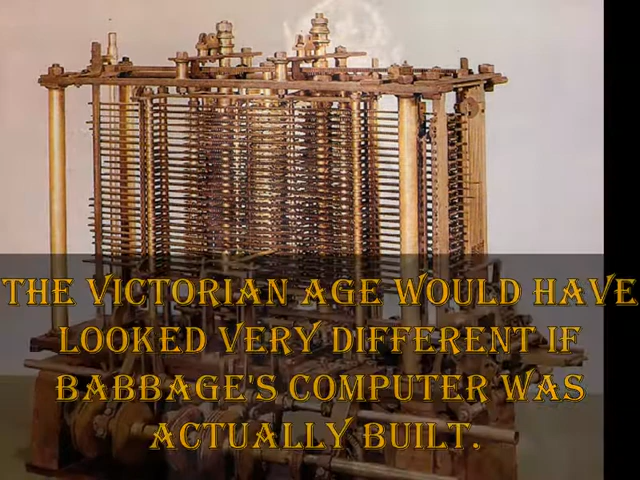 THE VICTORIAN AGE WOULD HAVE
LOOKED VERY DIFFERENT IF
BABBAGE'S COMPUTER WAS
ACTUALLY BUILT.